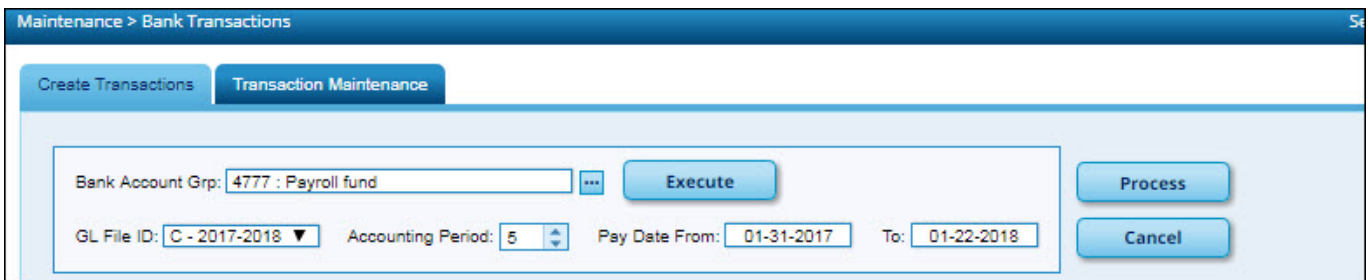 Maintenance > Bank Transactions
Create Transactions Transaction Maintenance
Bank Account Grp: 4777 : Payroll fund ... Execute Process
GL File ID: C - 2017-2018 ▼ Accounting Period: 5 Pay Date From: 01-31-2017 To: 01-22-2018 Cancel